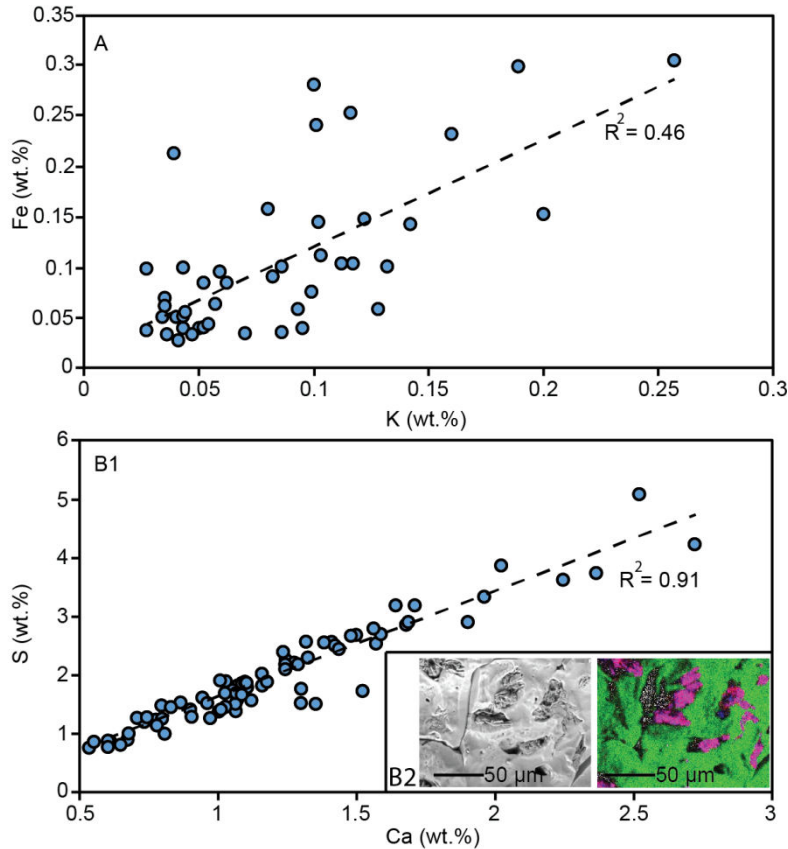 A
0.35
0.3
0.25
0.2
0.15
0.1
0.05
0
Fe (wt.%)
R² = 0.46
0 0.05 0.1 0.15 0.2 0.25 0.3
K (wt.%)
B1
6
5
4
3
2
1
0
S (wt.%)
R² = 0.91
B2
50 µm
50 µm
0.5 1 1.5 2 2.5 3
Ca (wt.%)